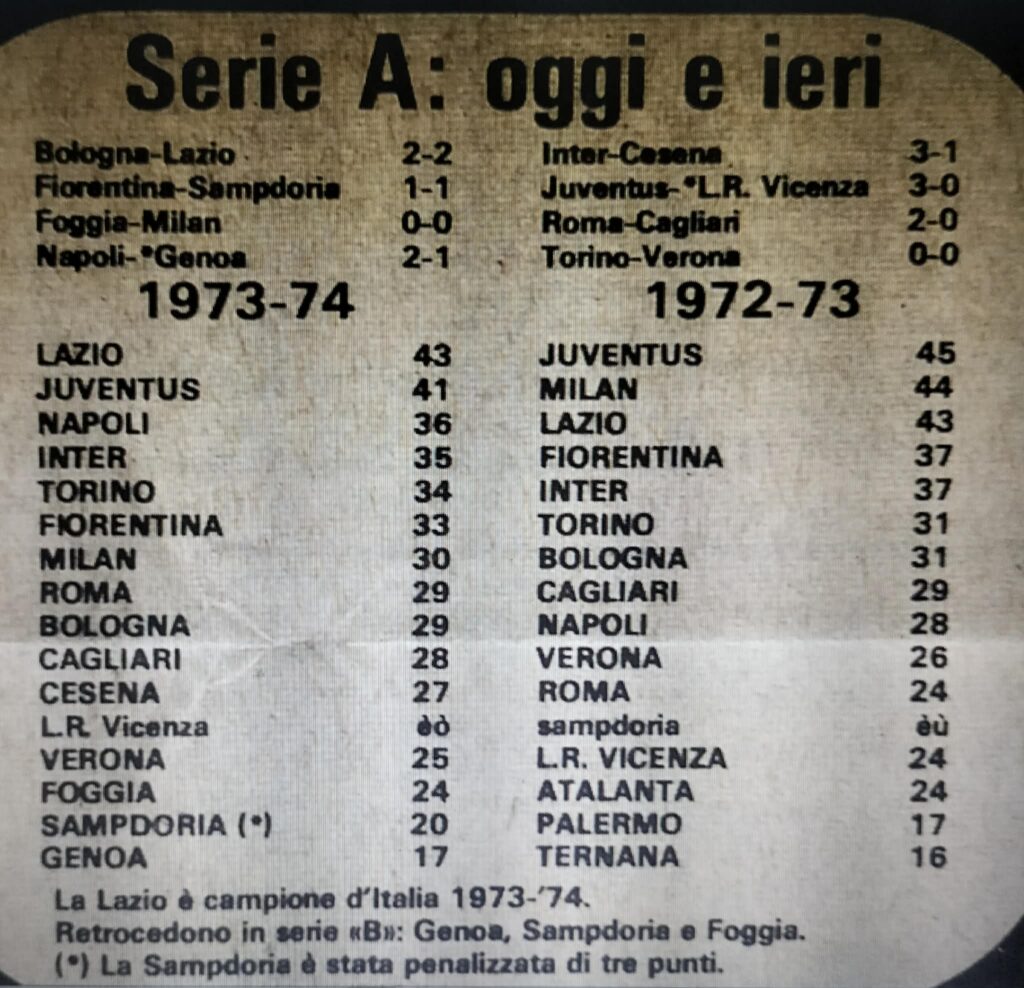 Serie A: oggi e ieri
Bologna-Lazio 2-2 Inter-Cesena 3-1
Fiorentina-Sampdoria 1-1 Juventus-*L.R. Vicenza 3-0
Foggia-Milan 0-0 Roma-Cagliari 2-0
Napoli-*Genoa 2-1 Torino-Verona 0-0
1973-74 1972-73
LAZIO 43 JUVENTUS 45
JUVENTUS 41 MILAN 44
NAPOLI 36 LAZIO 43
INTER 35 FIORENTINA 37
TORINO 34 INTER 37
FIORENTINA 33 TORINO 31
MILAN 30 BOLOGNA 31
ROMA 29 CAGLIARI 29
BOLOGNA 29 NAPOLI 28
CAGLIARI 28 VERONA 26
CESENA 27 ROMA 24
L.R. Vicenza èò sampdoria èù
VERONA 25 L.R. VICENZA 24
FOGGIA 24 ATALANTA 24
SAMPDORIA (*) 20 PALERMO 17
GENOA 17 TERNANA 16
La Lazio è campione d'Italia 1973-'74.
Retrocedono in serie «B»: Genoa, Sampdoria e Foggia.
(*) La Sampdoria è stata penalizzata di tre punti.